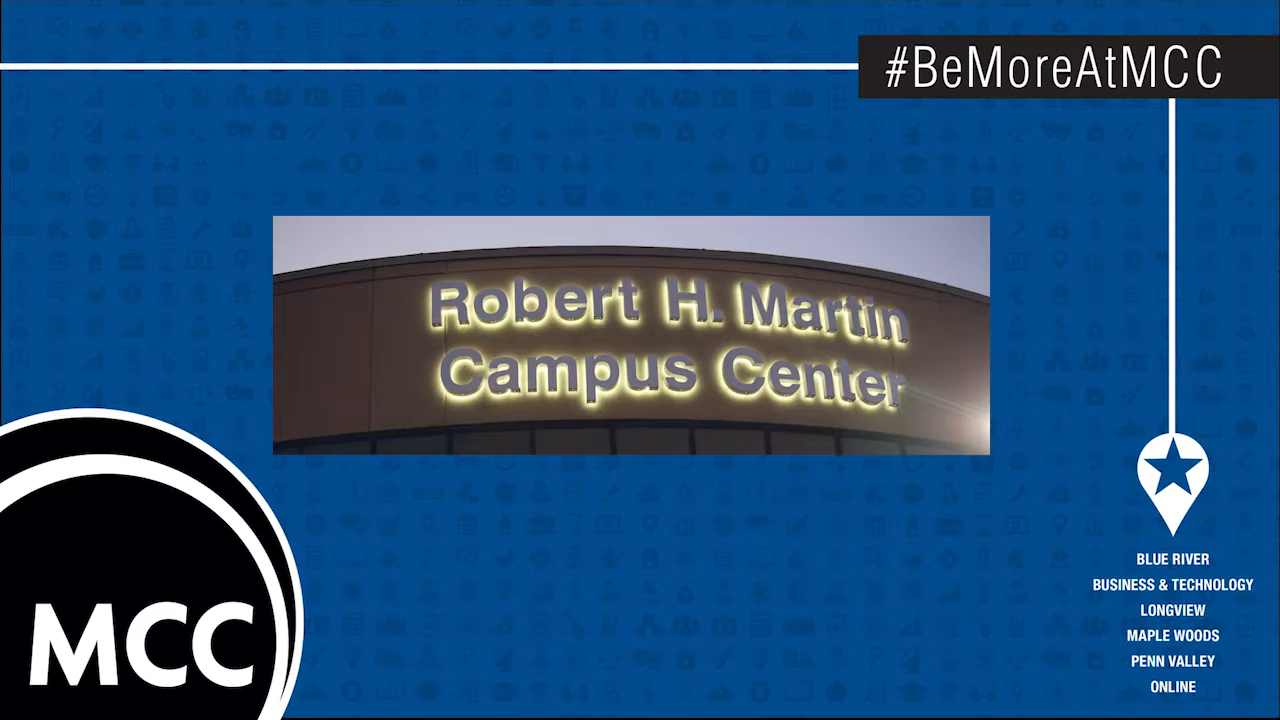 #BeMoreAtMCC
Robert H. Martin
Campus Center
MCC
BLUE RIVER
BUSINESS & TECHNOLOGY
LONGVIEW
MAPLE WOODS
PENN VALLEY
ONLINE